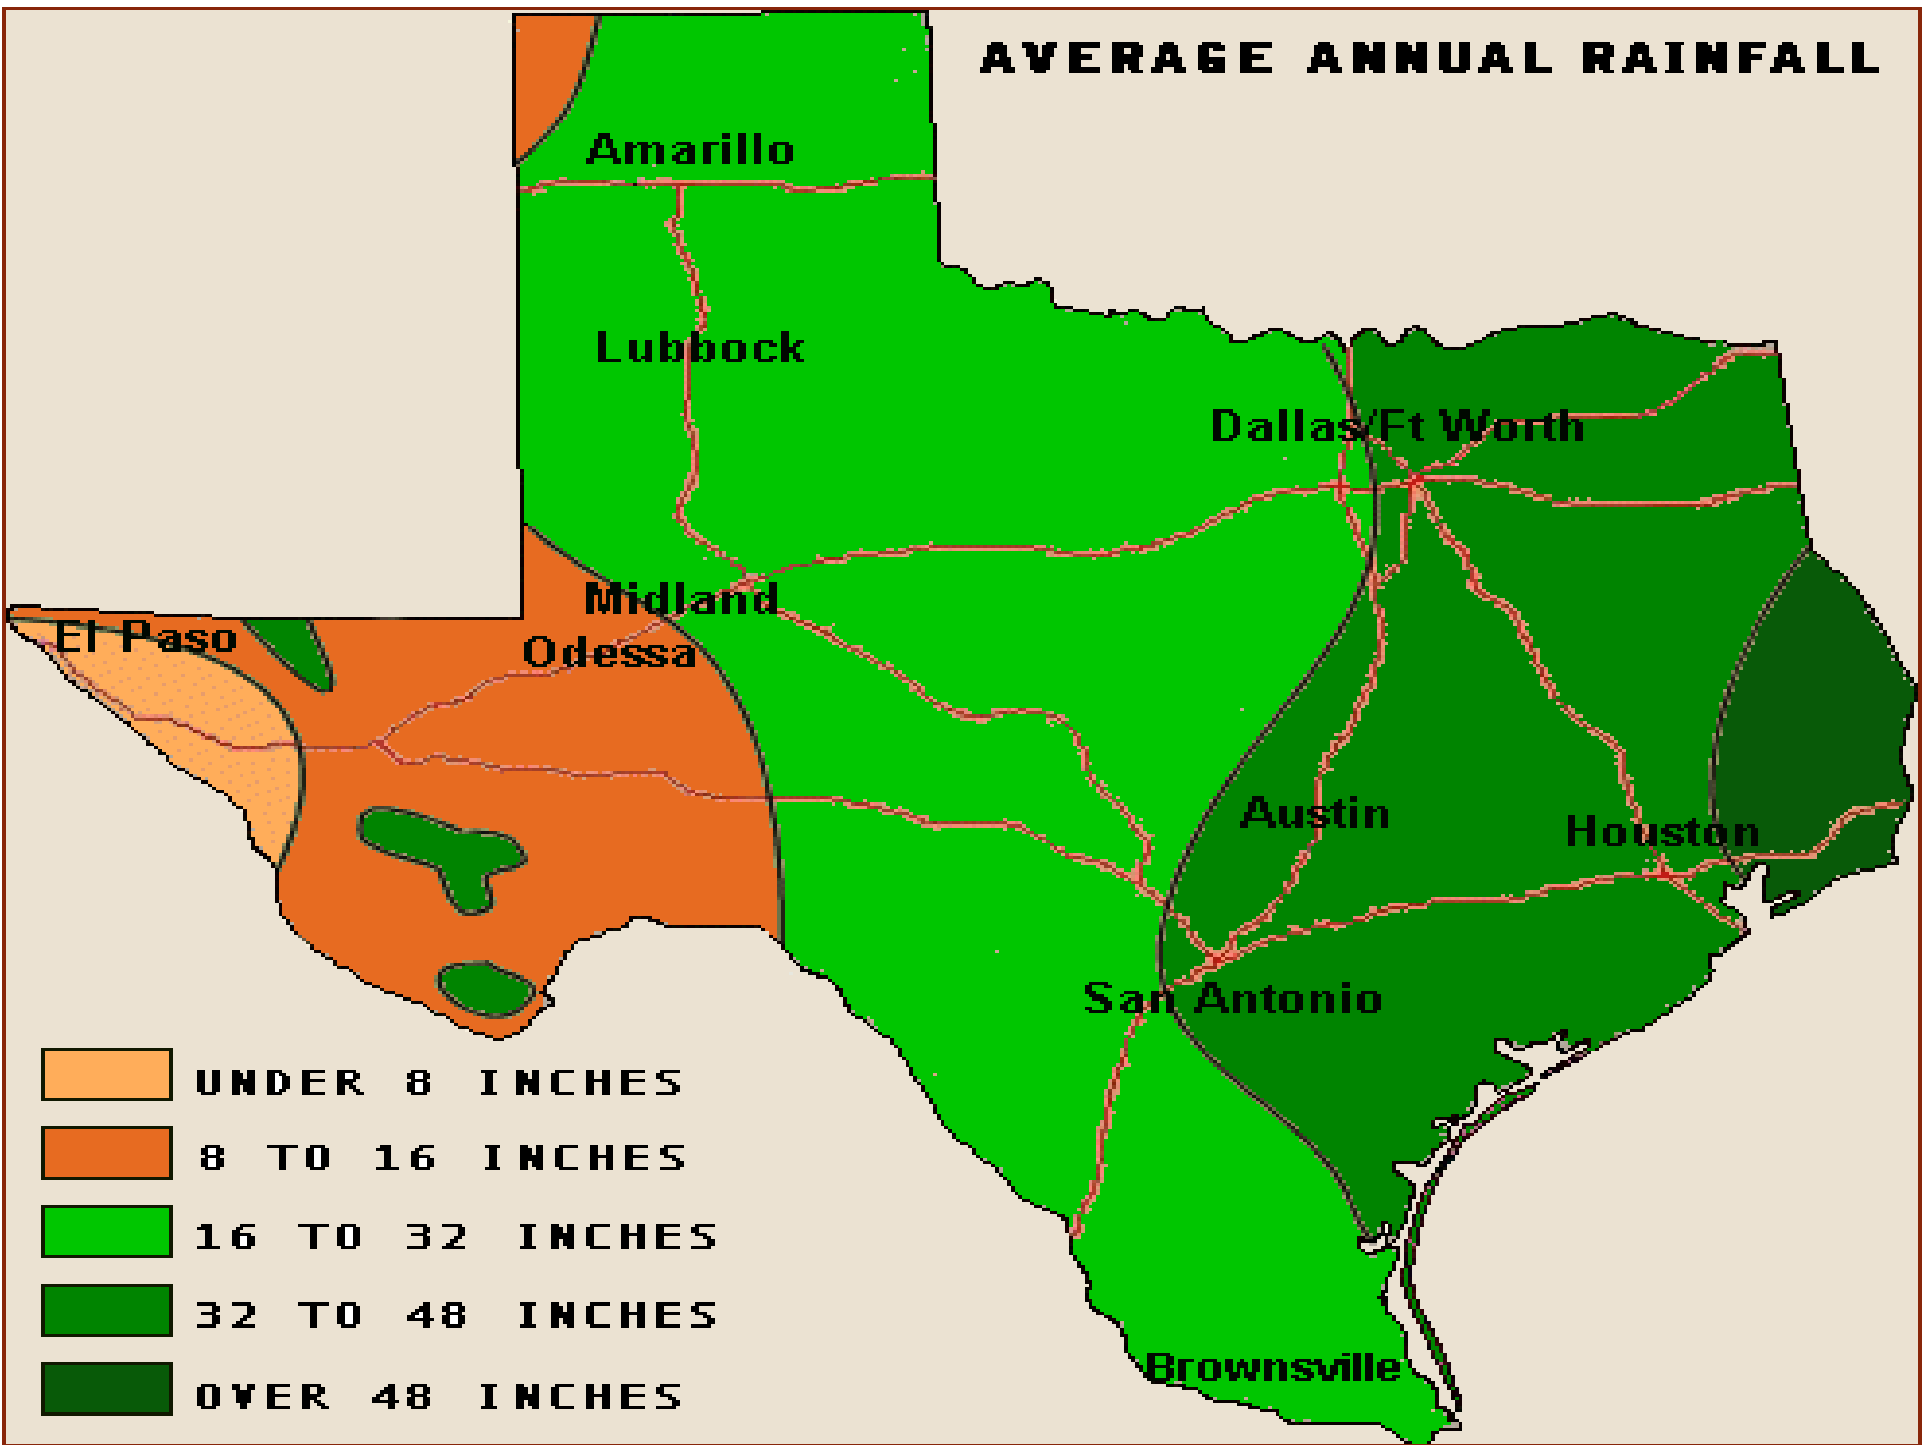 AVERAGE ANNUAL RAINFALL
Amarillo
Lubbock
Dallas/Ft Worth
Midland
El Paso
Odessa
Austin
Houston
San Antonio
UNDER 8 INCHES
8 TO 16 INCHES
16 TO 32 INCHES
32 TO 48 INCHES
Brownsville
OVER 48 INCHES